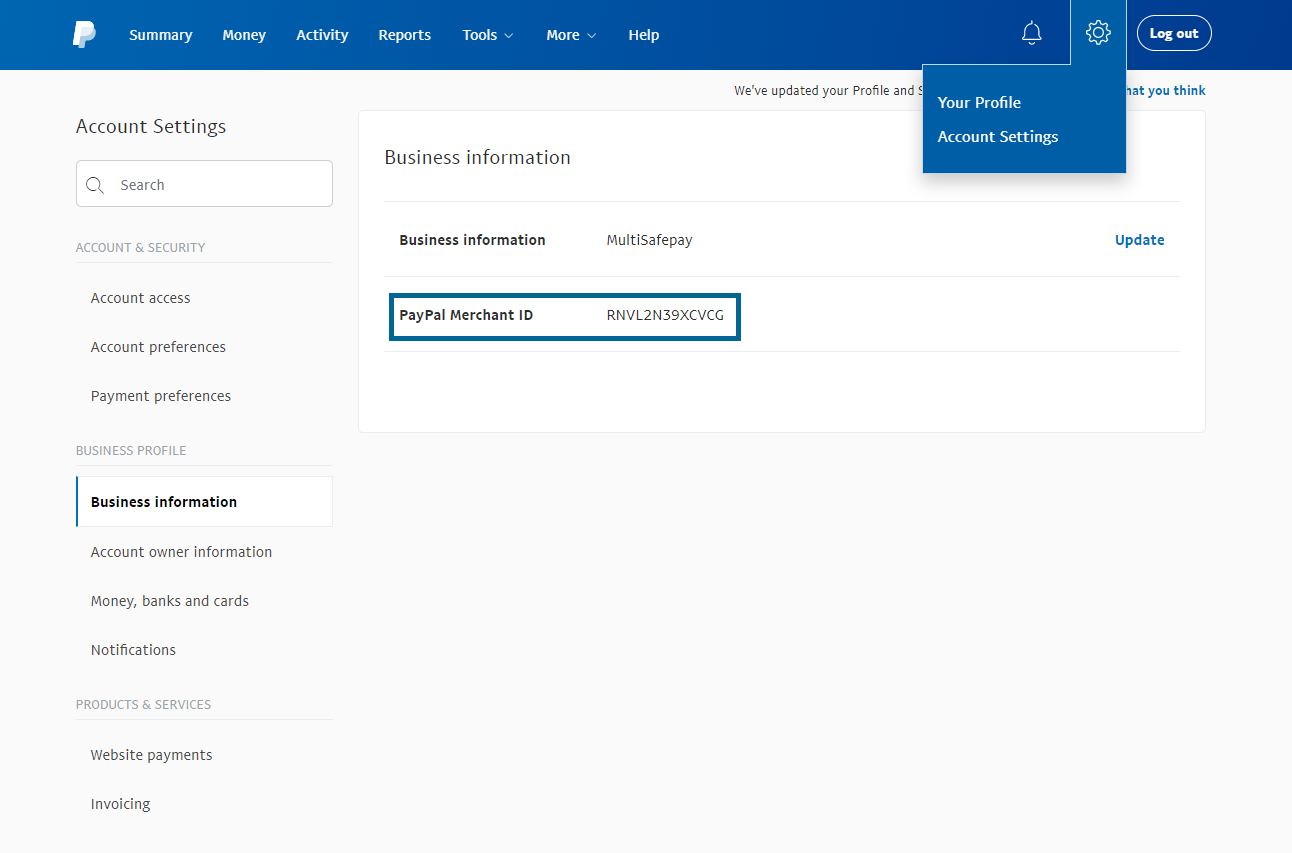 Summary Money Activity Reports Tools More Help Log out
Your Profile
Account Settings
We've updated your Profile and
you think
Account Settings
Search
ACCOUNT & SECURITY
Account access
Account preferences
Payment preferences
BUSINESS PROFILE
Business information
Account owner information
Money, banks and cards
Notifications
PRODUCTS & SERVICES
Website payments
Invoicing
Business information
Business information MultiSafepay Update
PayPal Merchant ID RNVL2N39XCVCG